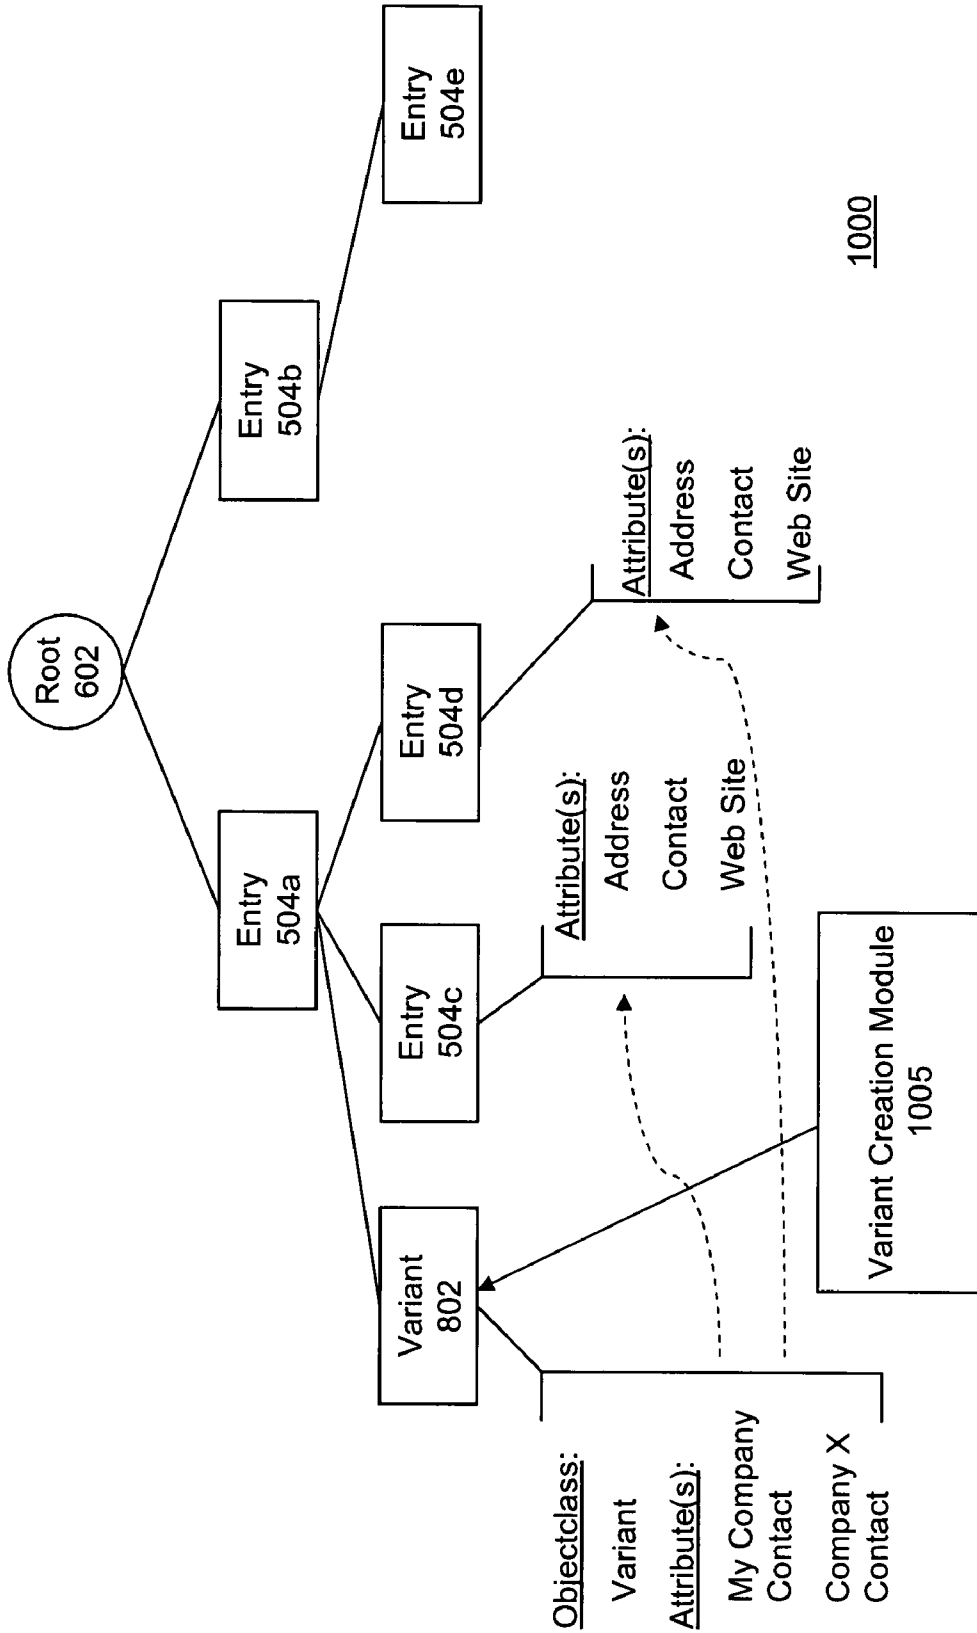 Root
602
Entry
504a
Entry
504b
Variant
802
Entry
504c
Entry
504d
Entry
504e
Objectclass:
Variant
Attribute(s):
My Company
Contact
Company X
Contact
Attribute(s):
Address
Contact
Web Site
Attribute(s):
Address
Contact
Web Site
Variant Creation Module
1005
1000